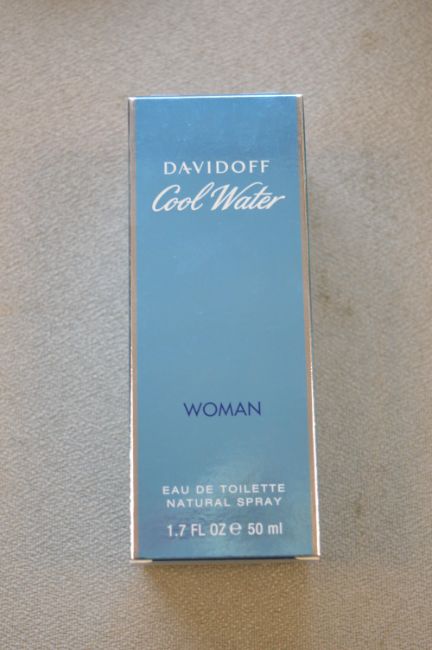 DAVIDOFF
Cool Water
WOMAN
EAU DE TOILETTE
NATURAL SPRAY
1.7 FL OZ ℮ 50 ml